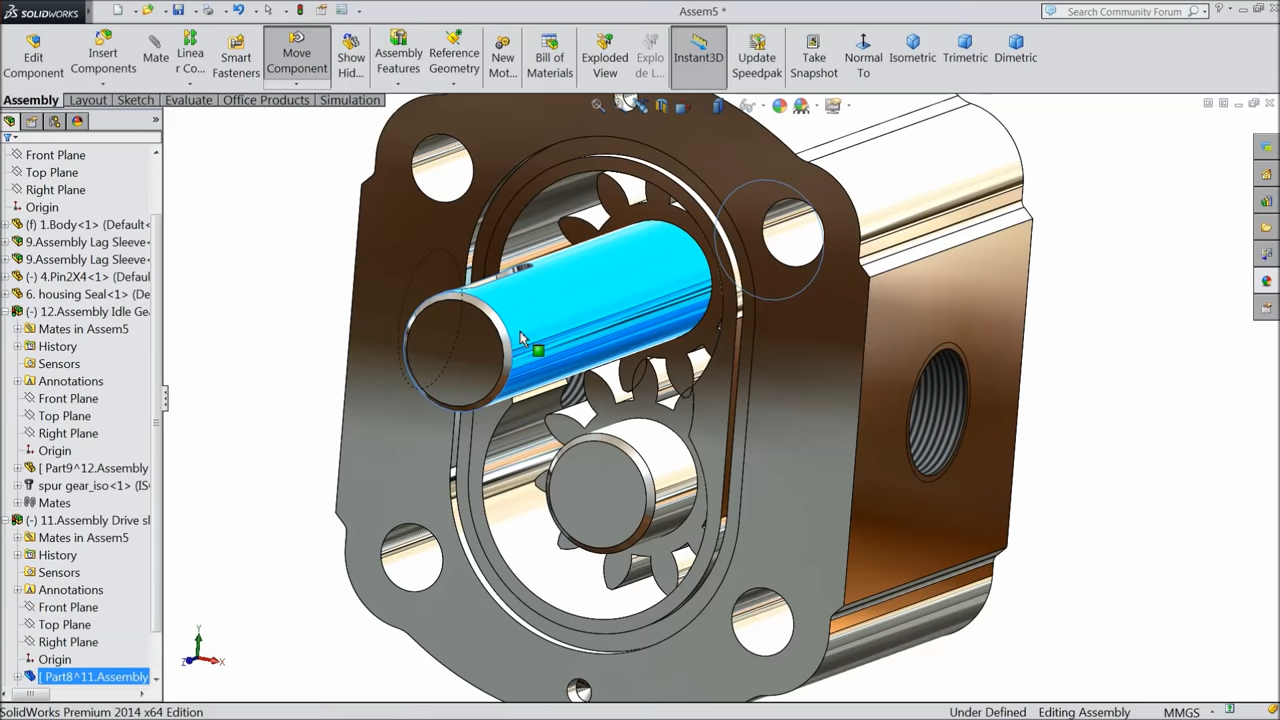 SOLIDWORKS
Assem5 *
Search Community Forum
Edit Component
Insert Components
Mate
Linea r Co...
Smart Fasteners
Move Component
Show Hid...
Assembly Features
Reference Geometry
New Mot...
Bill of Materials
Exploded View
Explo de L...
Instant3D
Update Speedpak
Take Snapshot
Normal To
Isometric
Trimetric
Dimetric
Assembly Layout Sketch Evaluate Office Products Simulation
Front Plane
Top Plane
Right Plane
Origin
(f) 1.Body<1> (Default<
9.Assembly Lag Sleeve<
9.Assembly Lag Sleeve<
(-) 4.Pin2X4<1> (Defaul
6. housing Seal<1> (De
(-) 12.Assembly Idle Gea
Mates in Assem5
History
Sensors
Annotations
Front Plane
Top Plane
Right Plane
Origin
[ Part9^12.Assembly
spur gear_iso<1> (IS
Mates
(-) 11.Assembly Drive sl
Mates in Assem5
History
Sensors
Annotations
Front Plane
Top Plane
Right Plane
Origin
[ Part8^11.Assembly
Y
Z X
SolidWorks Premium 2014 x64 Edition
Under Defined Editing Assembly MMGS